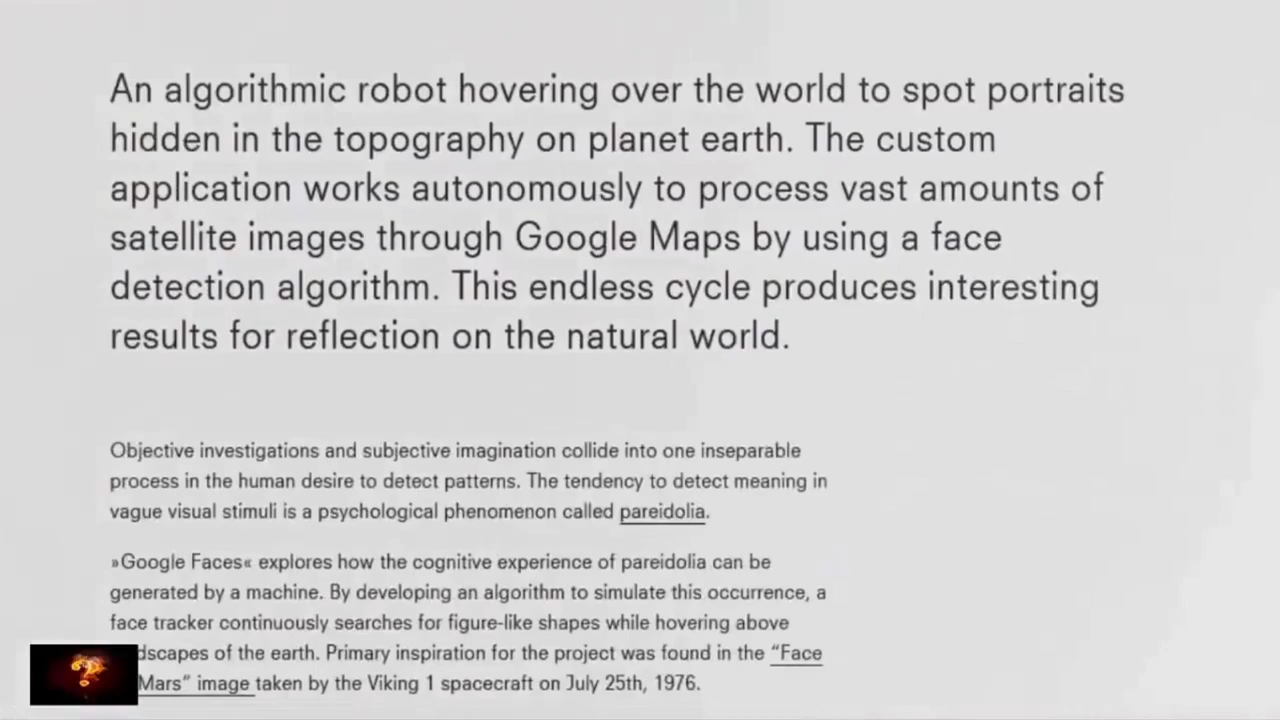 An algorithmic robot hovering over the world to spot portraits
hidden in the topography on planet earth. The custom
application works autonomously to process vast amounts of
satellite images through Google Maps by using a face
detection algorithm. This endless cycle produces interesting
results for reflection on the natural world.
Objective investigations and subjective imagination collide into one inseparable
process in the human desire to detect patterns. The tendency to detect meaning in
vague visual stimuli is a psychological phenomenon called pareidolia.
»Google Faces« explores how the cognitive experience of pareidolia can be
generated by a machine. By developing an algorithm to simulate this occurrence, a
face tracker continuously searches for figure-like shapes while hovering above
dscapes of the earth. Primary inspiration for the project was found in the “Face
Mars” image taken by the Viking 1 spacecraft on July 25th, 1976.